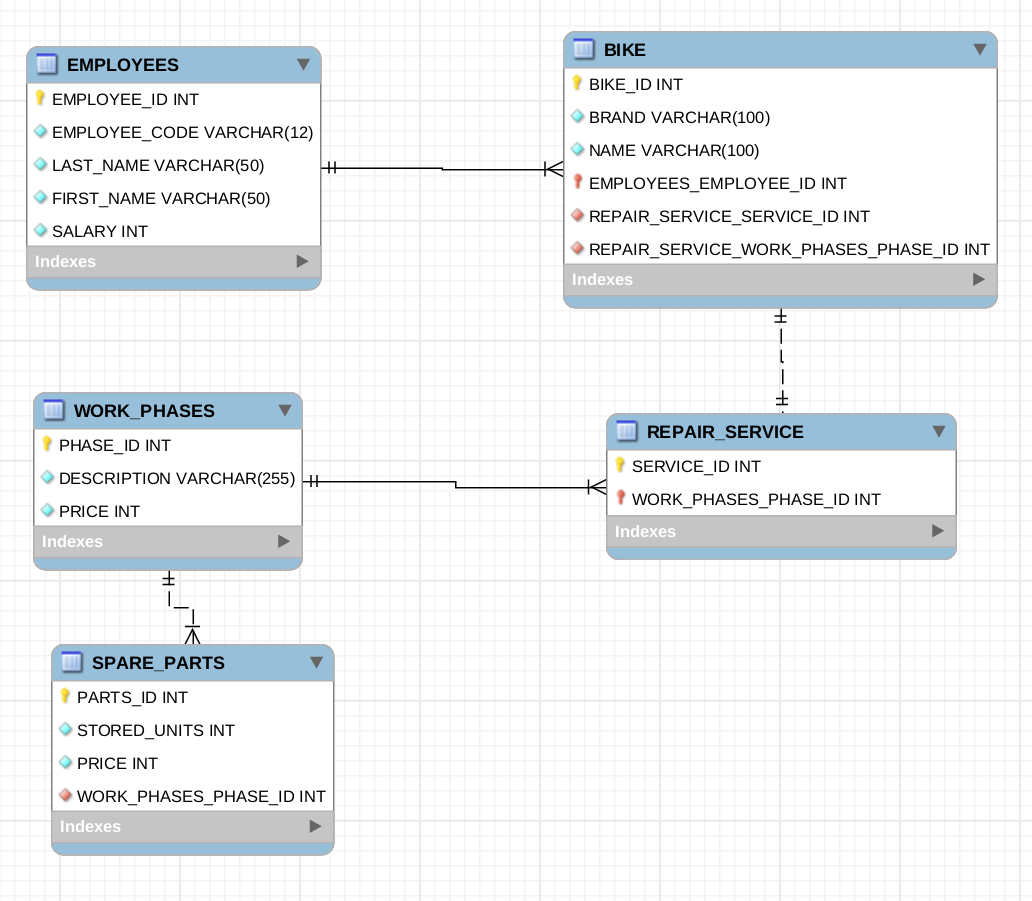 EMPLOYEES
EMPLOYEE_ID INT
EMPLOYEE_CODE VARCHAR(12)
LAST_NAME VARCHAR(50)
FIRST_NAME VARCHAR(50)
SALARY INT
Indexes
BIKE
BIKE_ID INT
BRAND VARCHAR(100)
NAME VARCHAR(100)
EMPLOYEES_EMPLOYEE_ID INT
REPAIR_SERVICE_SERVICE_ID INT
REPAIR_SERVICE_WORK_PHASES_PHASE_ID INT
Indexes
WORK_PHASES
PHASE_ID INT
DESCRIPTION VARCHAR(255)
PRICE INT
Indexes
REPAIR_SERVICE
SERVICE_ID INT
WORK_PHASES_PHASE_ID INT
Indexes
SPARE_PARTS
PARTS_ID INT
STORED_UNITS INT
PRICE INT
WORK_PHASES_PHASE_ID INT
Indexes